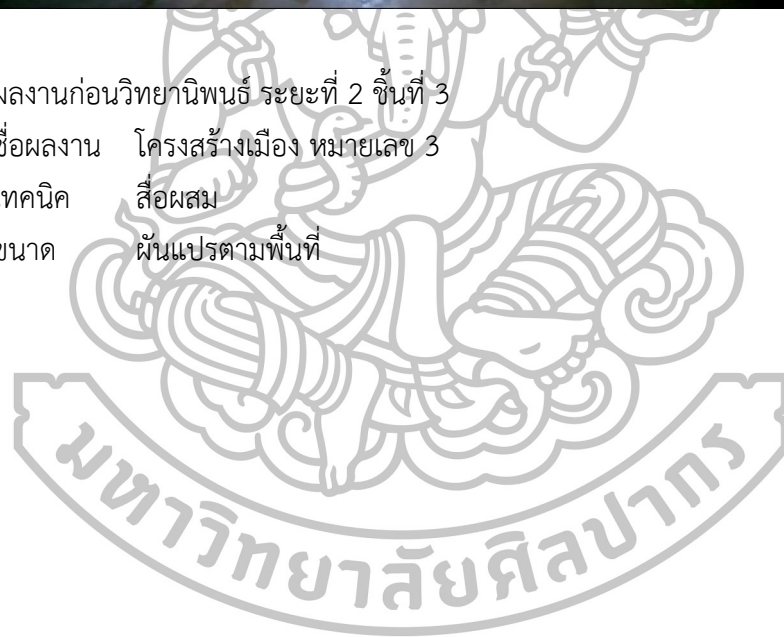 ผลงานก่อนวิทยานิพนธ์ ระยะที่ 2 ชิ้นที่ 3
ชื่อผลงาน โครงสร้างเมือง หมายเลข 3
เทคนิค สื่อผสม
ขนาด ผันแปรตามพื้นที่
มหาวิทยาลัยศิลปากร